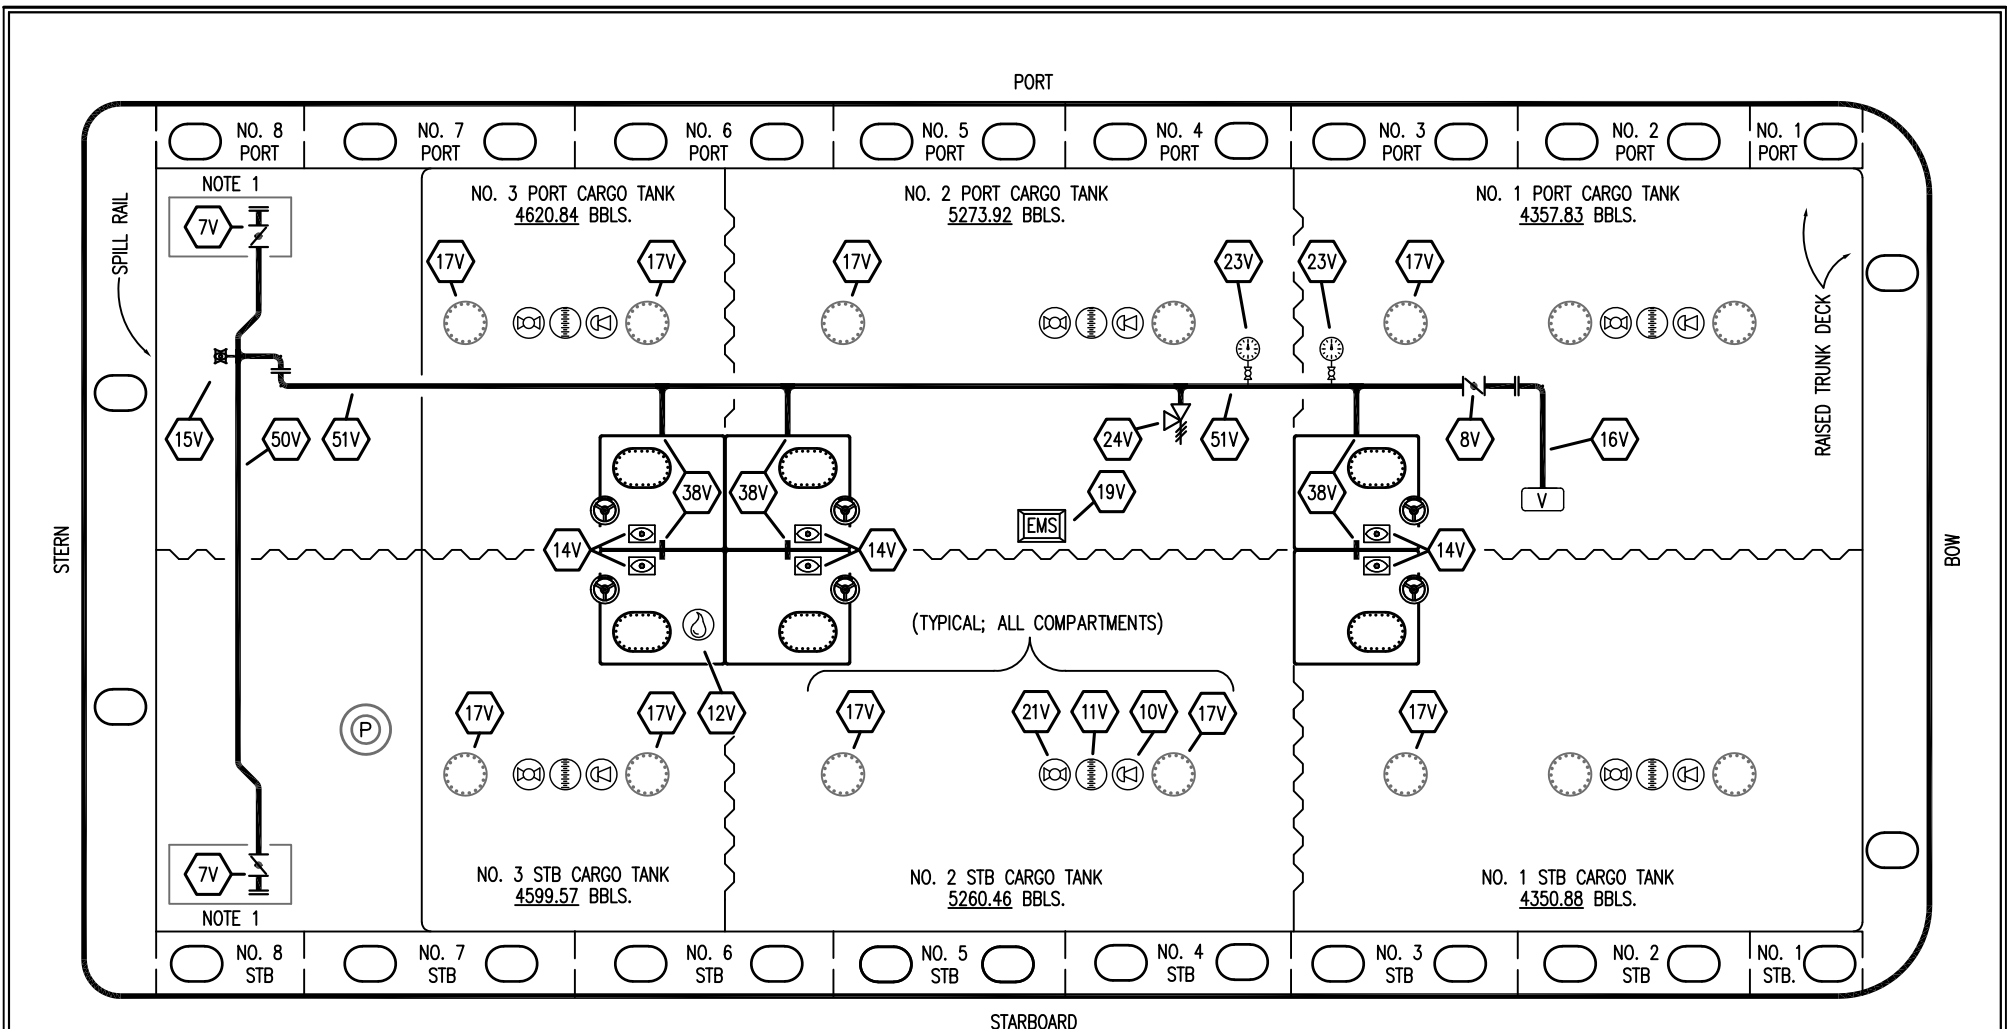 PORT
NO. 8 PORT
NO. 7 PORT
NO. 6 PORT
NO. 5 PORT
NO. 4 PORT
NO. 3 PORT
NO. 2 PORT
NO. 1 PORT
NOTE 1
7V
SPILL RAIL
NO. 3 PORT CARGO TANK
4620.84 BBLS.
NO. 2 PORT CARGO TANK
5273.92 BBLS.
NO. 1 PORT CARGO TANK
4357.83 BBLS.
17V
17V
17V
23V
23V
17V
RAISED TRUNK DECK
15V
50V
51V
24V
51V
8V
16V
38V
38V
19V
38V
V
EMS
STERN
14V
14V
14V
BOW
(TYPICAL; ALL COMPARTMENTS)
P
17V
17V
12V
17V
21V
11V
10V
17V
17V
7V
NOTE 1
NO. 3 STB CARGO TANK
4599.57 BBLS.
NO. 2 STB CARGO TANK
5260.46 BBLS.
NO. 1 STB CARGO TANK
4350.88 BBLS.
NO. 8 STB
NO. 7 STB
NO. 6 STB
NO. 5 STB
NO. 4 STB
NO. 3 STB
NO. 2 STB
NO. 1 STB.
STARBOARD